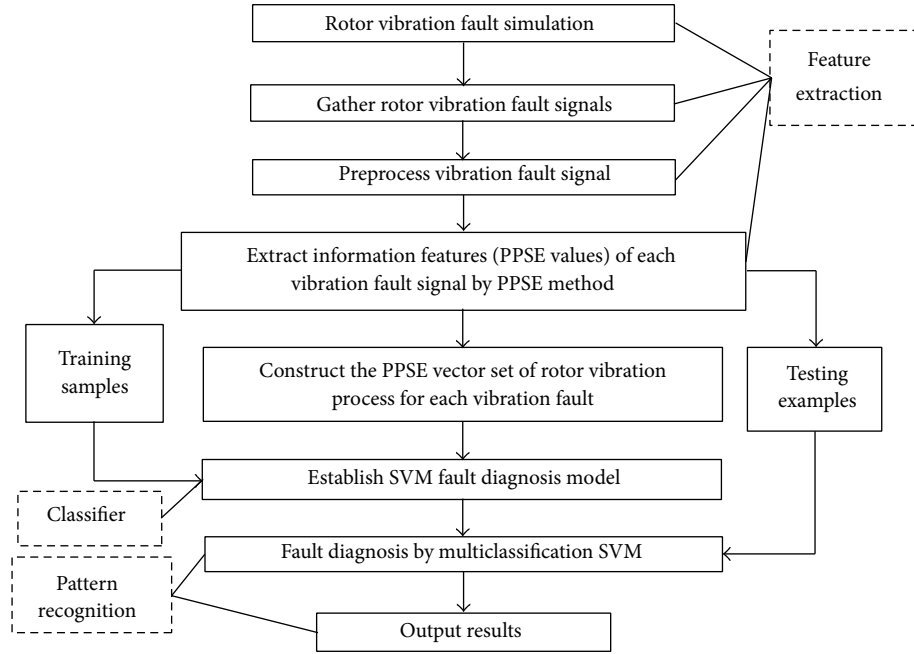 Rotor vibration fault simulation
Feature
extraction
Gather rotor vibration fault signals
Preprocess vibration fault signal
Extract information features (PPSE values) of each
vibration fault signal by PPSE method
Training
samples
Construct the PPSE vector set of rotor vibration
process for each vibration fault
Testing
examples
Establish SVM fault diagnosis model
Classifier
Fault diagnosis by multiclassification SVM
Pattern
recognition
Output results